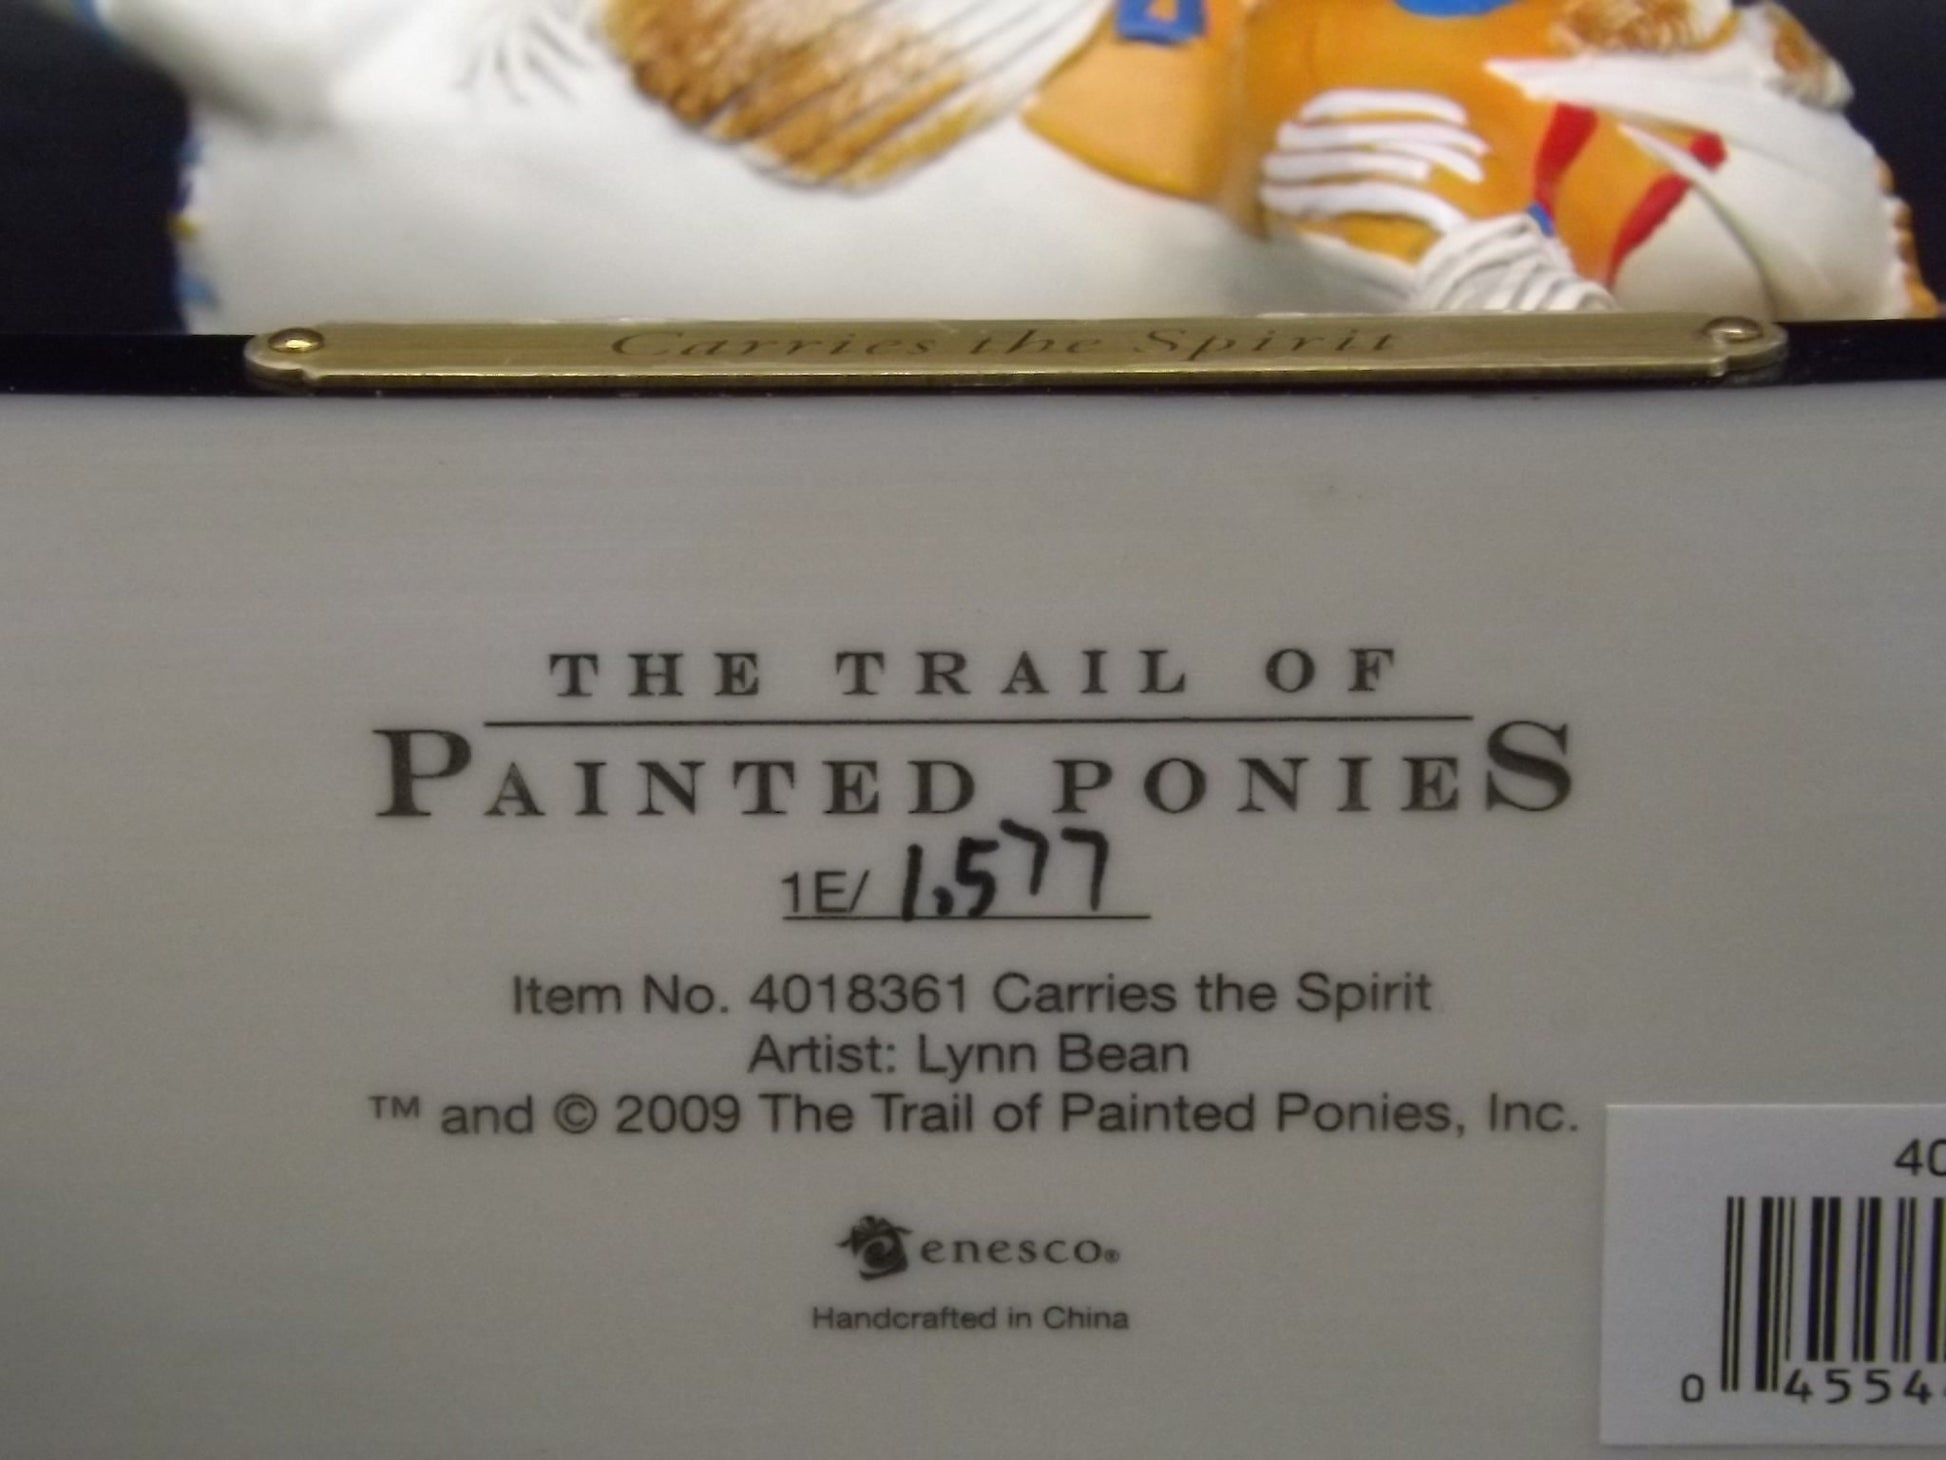 Carries the Spirit
THE TRAIL OF
PAINTED PONIES
1E/ 1,577
Item No. 4018361 Carries the Spirit
Artist: Lynn Bean
™ and © 2009 The Trail of Painted Ponies, Inc.
enesco®
Handcrafted in China
40
0 4554